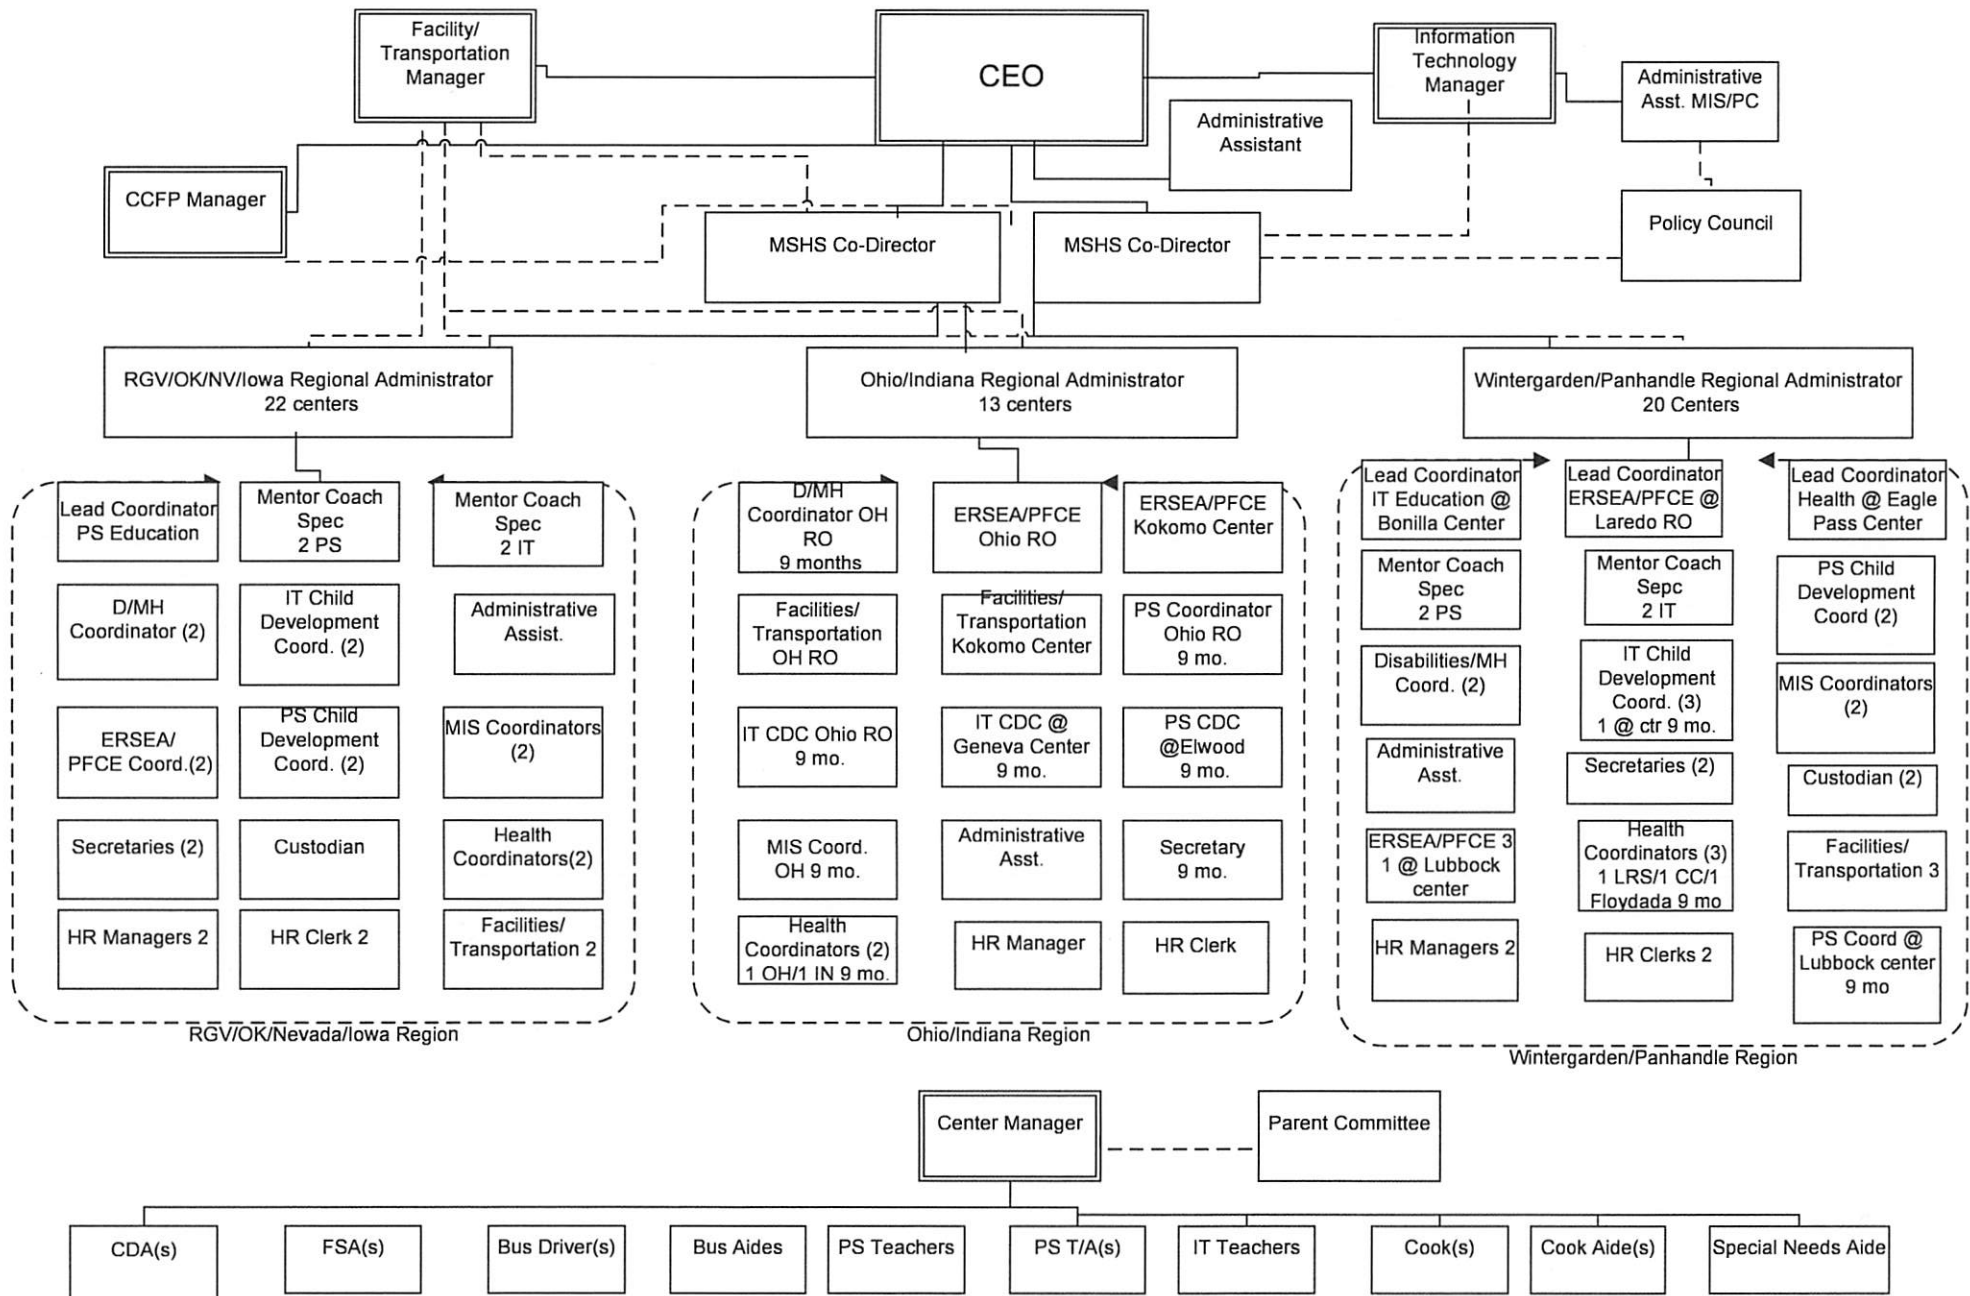 Facility/
Transportation
Manager
CEO
Information
Technology
Manager
Administrative
Asst. MIS/PC
Administrative
Assistant
CCFP Manager
Policy Council
MSHS Co-Director
MSHS Co-Director
RGV/OK/NV/Iowa Regional Administrator
22 centers
Ohio/Indiana Regional Administrator
13 centers
Wintergarden/Panhandle Regional Administrator
20 Centers
Lead Coordinator
PS Education
Mentor Coach
Spec
2 PS
Mentor Coach
Spec
2 IT
D/MH
Coordinator (2)
IT Child
Development
Coord. (2)
Administrative
Assist.
ERSEA/
PFCE Coord.(2)
PS Child
Development
Coord. (2)
MIS Coordinators
(2)
Secretaries (2)
Custodian
Health
Coordinators(2)
HR Managers 2
HR Clerk 2
Facilities/
Transportation 2
RGV/OK/Nevada/Iowa Region
D/MH
Coordinator OH
RO
9 months
ERSEA/PFCE
Ohio RO
ERSEA/PFCE
Kokomo Center
Facilities/
Transportation
OH RO
Facilities/
Transportation
Kokomo Center
PS Coordinator
Ohio RO
9 mo.
IT CDC Ohio RO
9 mo.
IT CDC @
Geneva Center
9 mo.
PS CDC
@Elwood
9 mo.
MIS Coord.
OH 9 mo.
Administrative
Asst.
Secretary
9 mo.
Health
Coordinators (2)
1 OH/1 IN 9 mo.
HR Manager
HR Clerk
Ohio/Indiana Region
Lead Coordinator
IT Education @
Bonilla Center
Lead Coordinator
ERSEA/PFCE @
Laredo RO
Lead Coordinator
Health @ Eagle
Pass Center
Mentor Coach
Spec
2 PS
Mentor Coach
Sepc
2 IT
PS Child
Development
Coord (2)
Disabilities/MH
Coord. (2)
IT Child
Development
Coord. (3)
1 @ ctr 9 mo.
MIS Coordinators
(2)
Administrative
Asst.
Secretaries (2)
Custodian (2)
ERSEA/PFCE 3
1 @ Lubbock
center
Health
Coordinators (3)
1 LRS/1 CC/1
Floydada 9 mo
Facilities/
Transportation 3
HR Managers 2
HR Clerks 2
PS Coord @
Lubbock center
9 mo
Wintergarden/Panhandle Region
Center Manager
Parent Committee
CDA(s)
FSA(s)
Bus Driver(s)
Bus Aides
PS Teachers
PS T/A(s)
IT Teachers
Cook(s)
Cook Aide(s)
Special Needs Aide